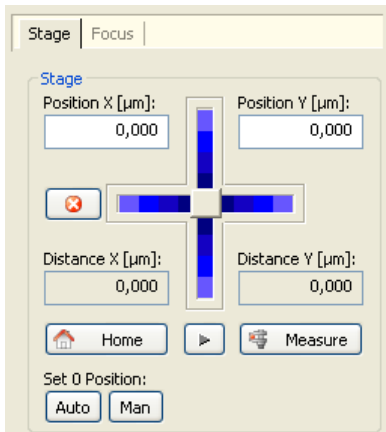 Stage Focus
Stage
Position X [µm]: Position Y [µm]:
0,000 0,000
Distance X [µm]: Distance Y [µm]:
0,000 0,000
Home Measure
Set 0 Position:
Auto Man